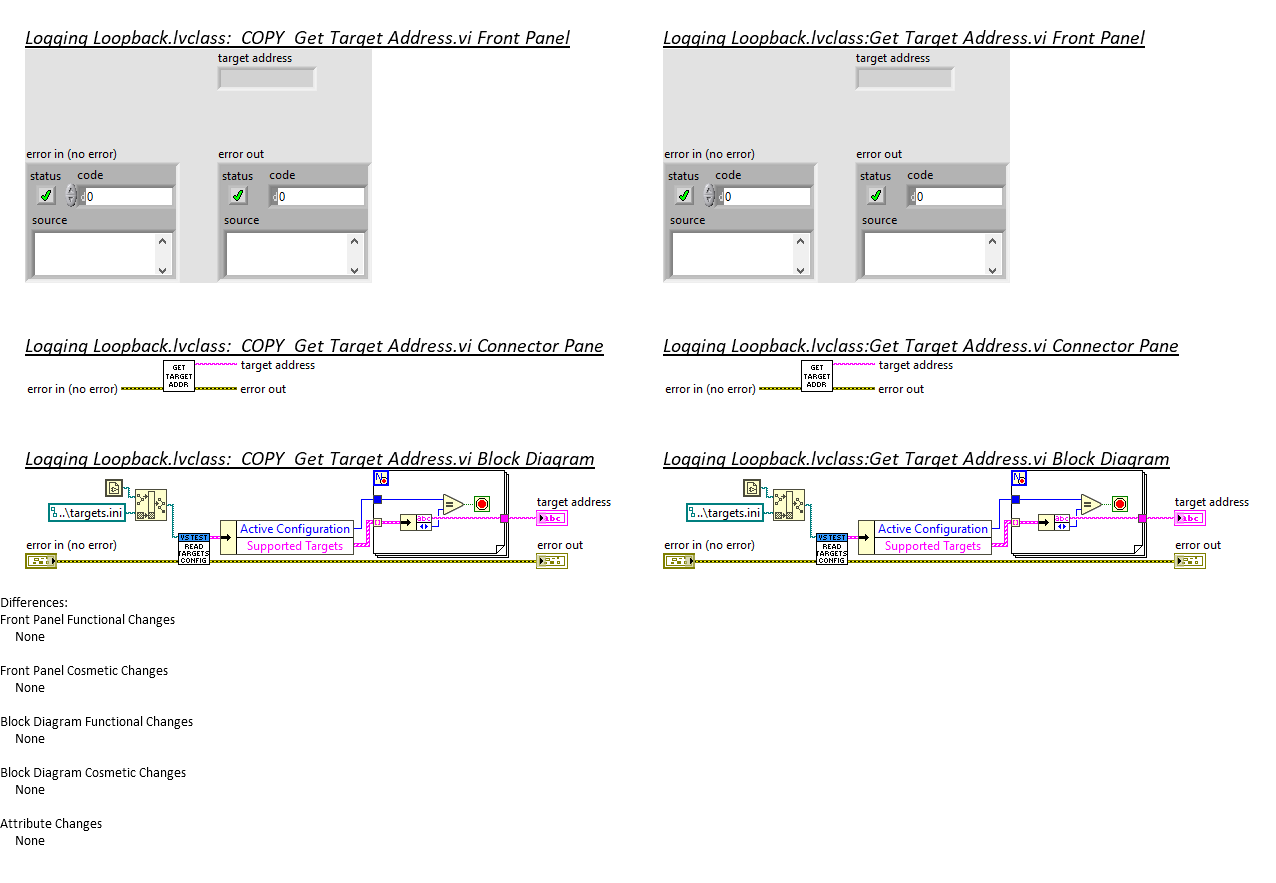 Logging Loopback.lvclass:_COPY_Get Target Address.vi Front Panel
target address
error in (no error)
error out
status code
status code
0
0
source
source
Logging Loopback.lvclass:Get Target Address.vi Front Panel
target address
error in (no error)
error out
status code
status code
0
0
source
source
Logging Loopback.lvclass:_COPY_Get Target Address.vi Connector Pane
GET
TARGET
ADDR
target address
error in (no error)
error out
Logging Loopback.lvclass:Get Target Address.vi Connector Pane
GET
TARGET
ADDR
target address
error in (no error)
error out
Logging Loopback.lvclass:_COPY_Get Target Address.vi Block Diagram
N
..\targets.ini
Active Configuration
Supported Targets
abc
=
target address
abc
error in (no error)
VS TEST
READ
TARGETS
CONFIG
error out
Logging Loopback.lvclass:Get Target Address.vi Block Diagram
N
..\targets.ini
Active Configuration
Supported Targets
abc
=
target address
abc
error in (no error)
VS TEST
READ
TARGETS
CONFIG
error out
Differences:
Front Panel Functional Changes
None
Front Panel Cosmetic Changes
None
Block Diagram Functional Changes
None
Block Diagram Cosmetic Changes
None
Attribute Changes
None